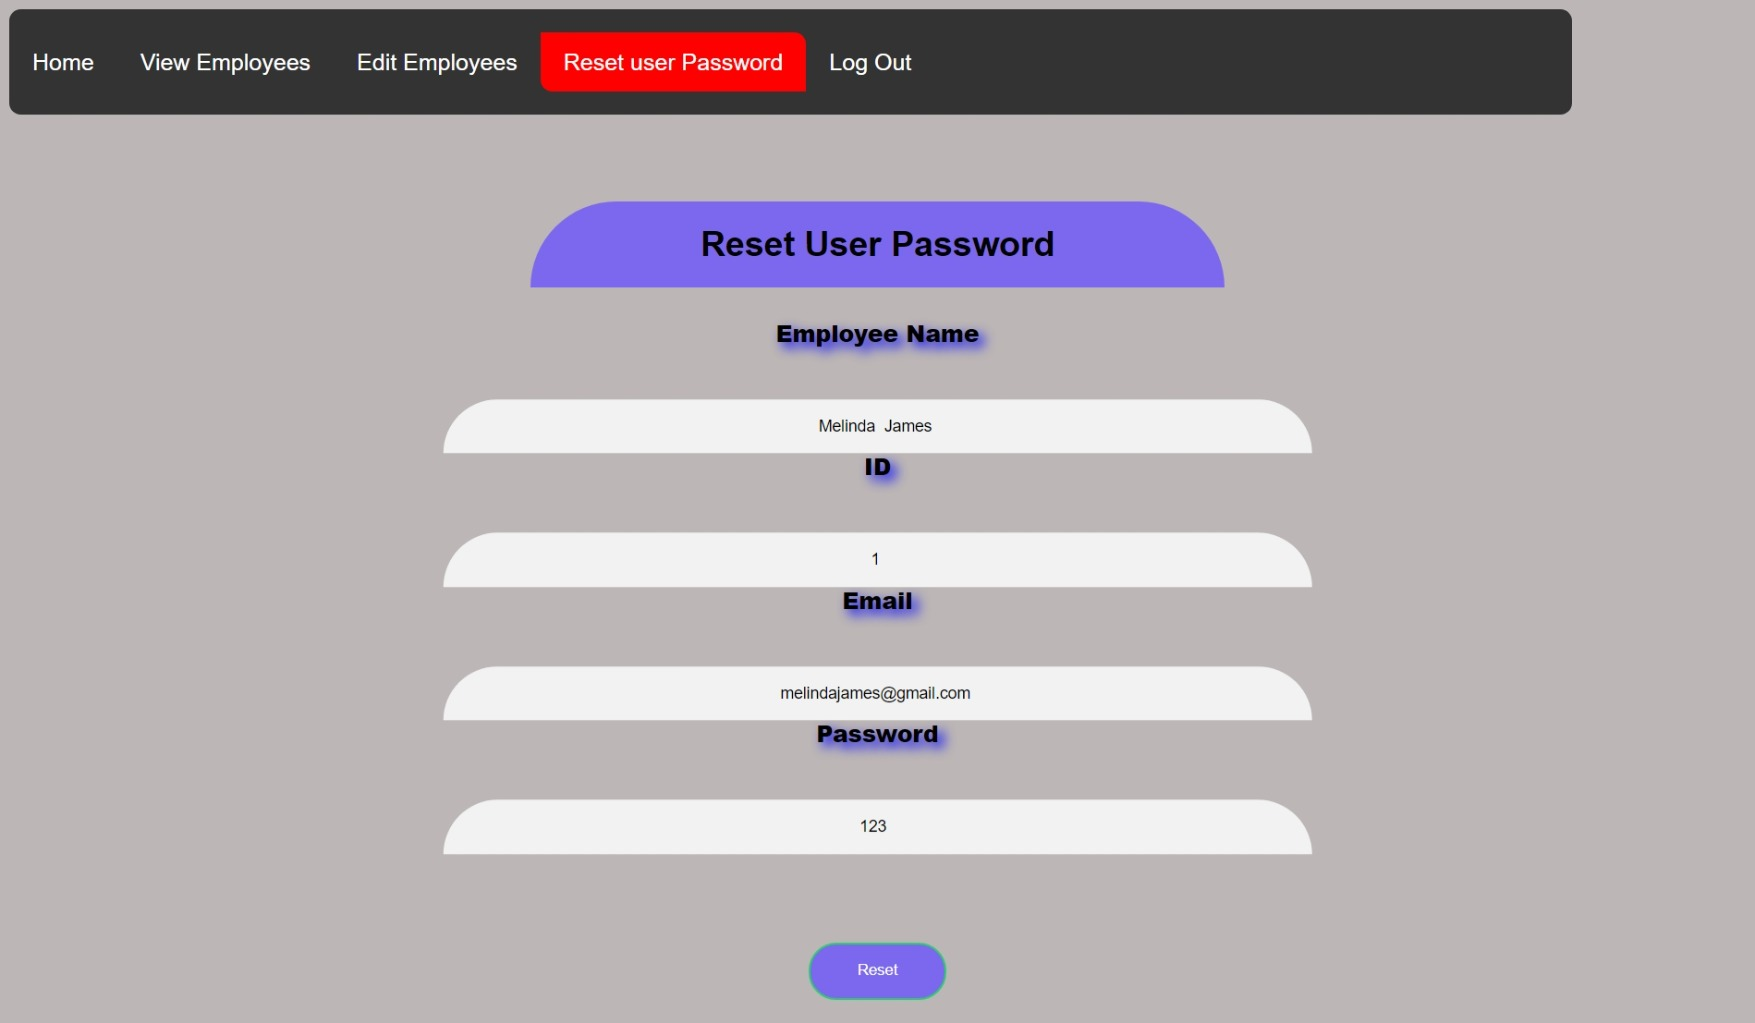 Home View Employees Edit Employees Reset user Password Log Out
Reset User Password
Employee Name
Melinda  James
ID
1
Email
melindajames@gmail.com
Password
123
Reset